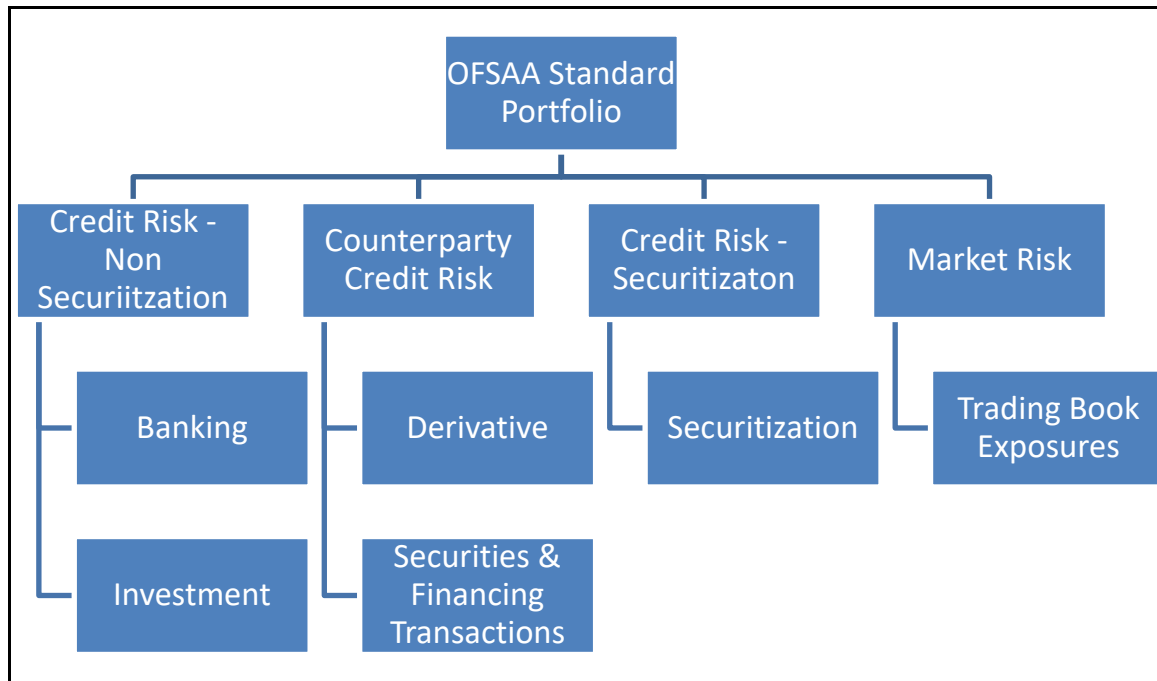 OFSAA Standard
Portfolio
Credit Risk -
Non
Securiitzation
Counterparty
Credit Risk
Credit Risk -
Securitizaton
Market Risk
Banking
Derivative
Securitization
Trading Book
Exposures
Investment
Securities &
Financing
Transactions